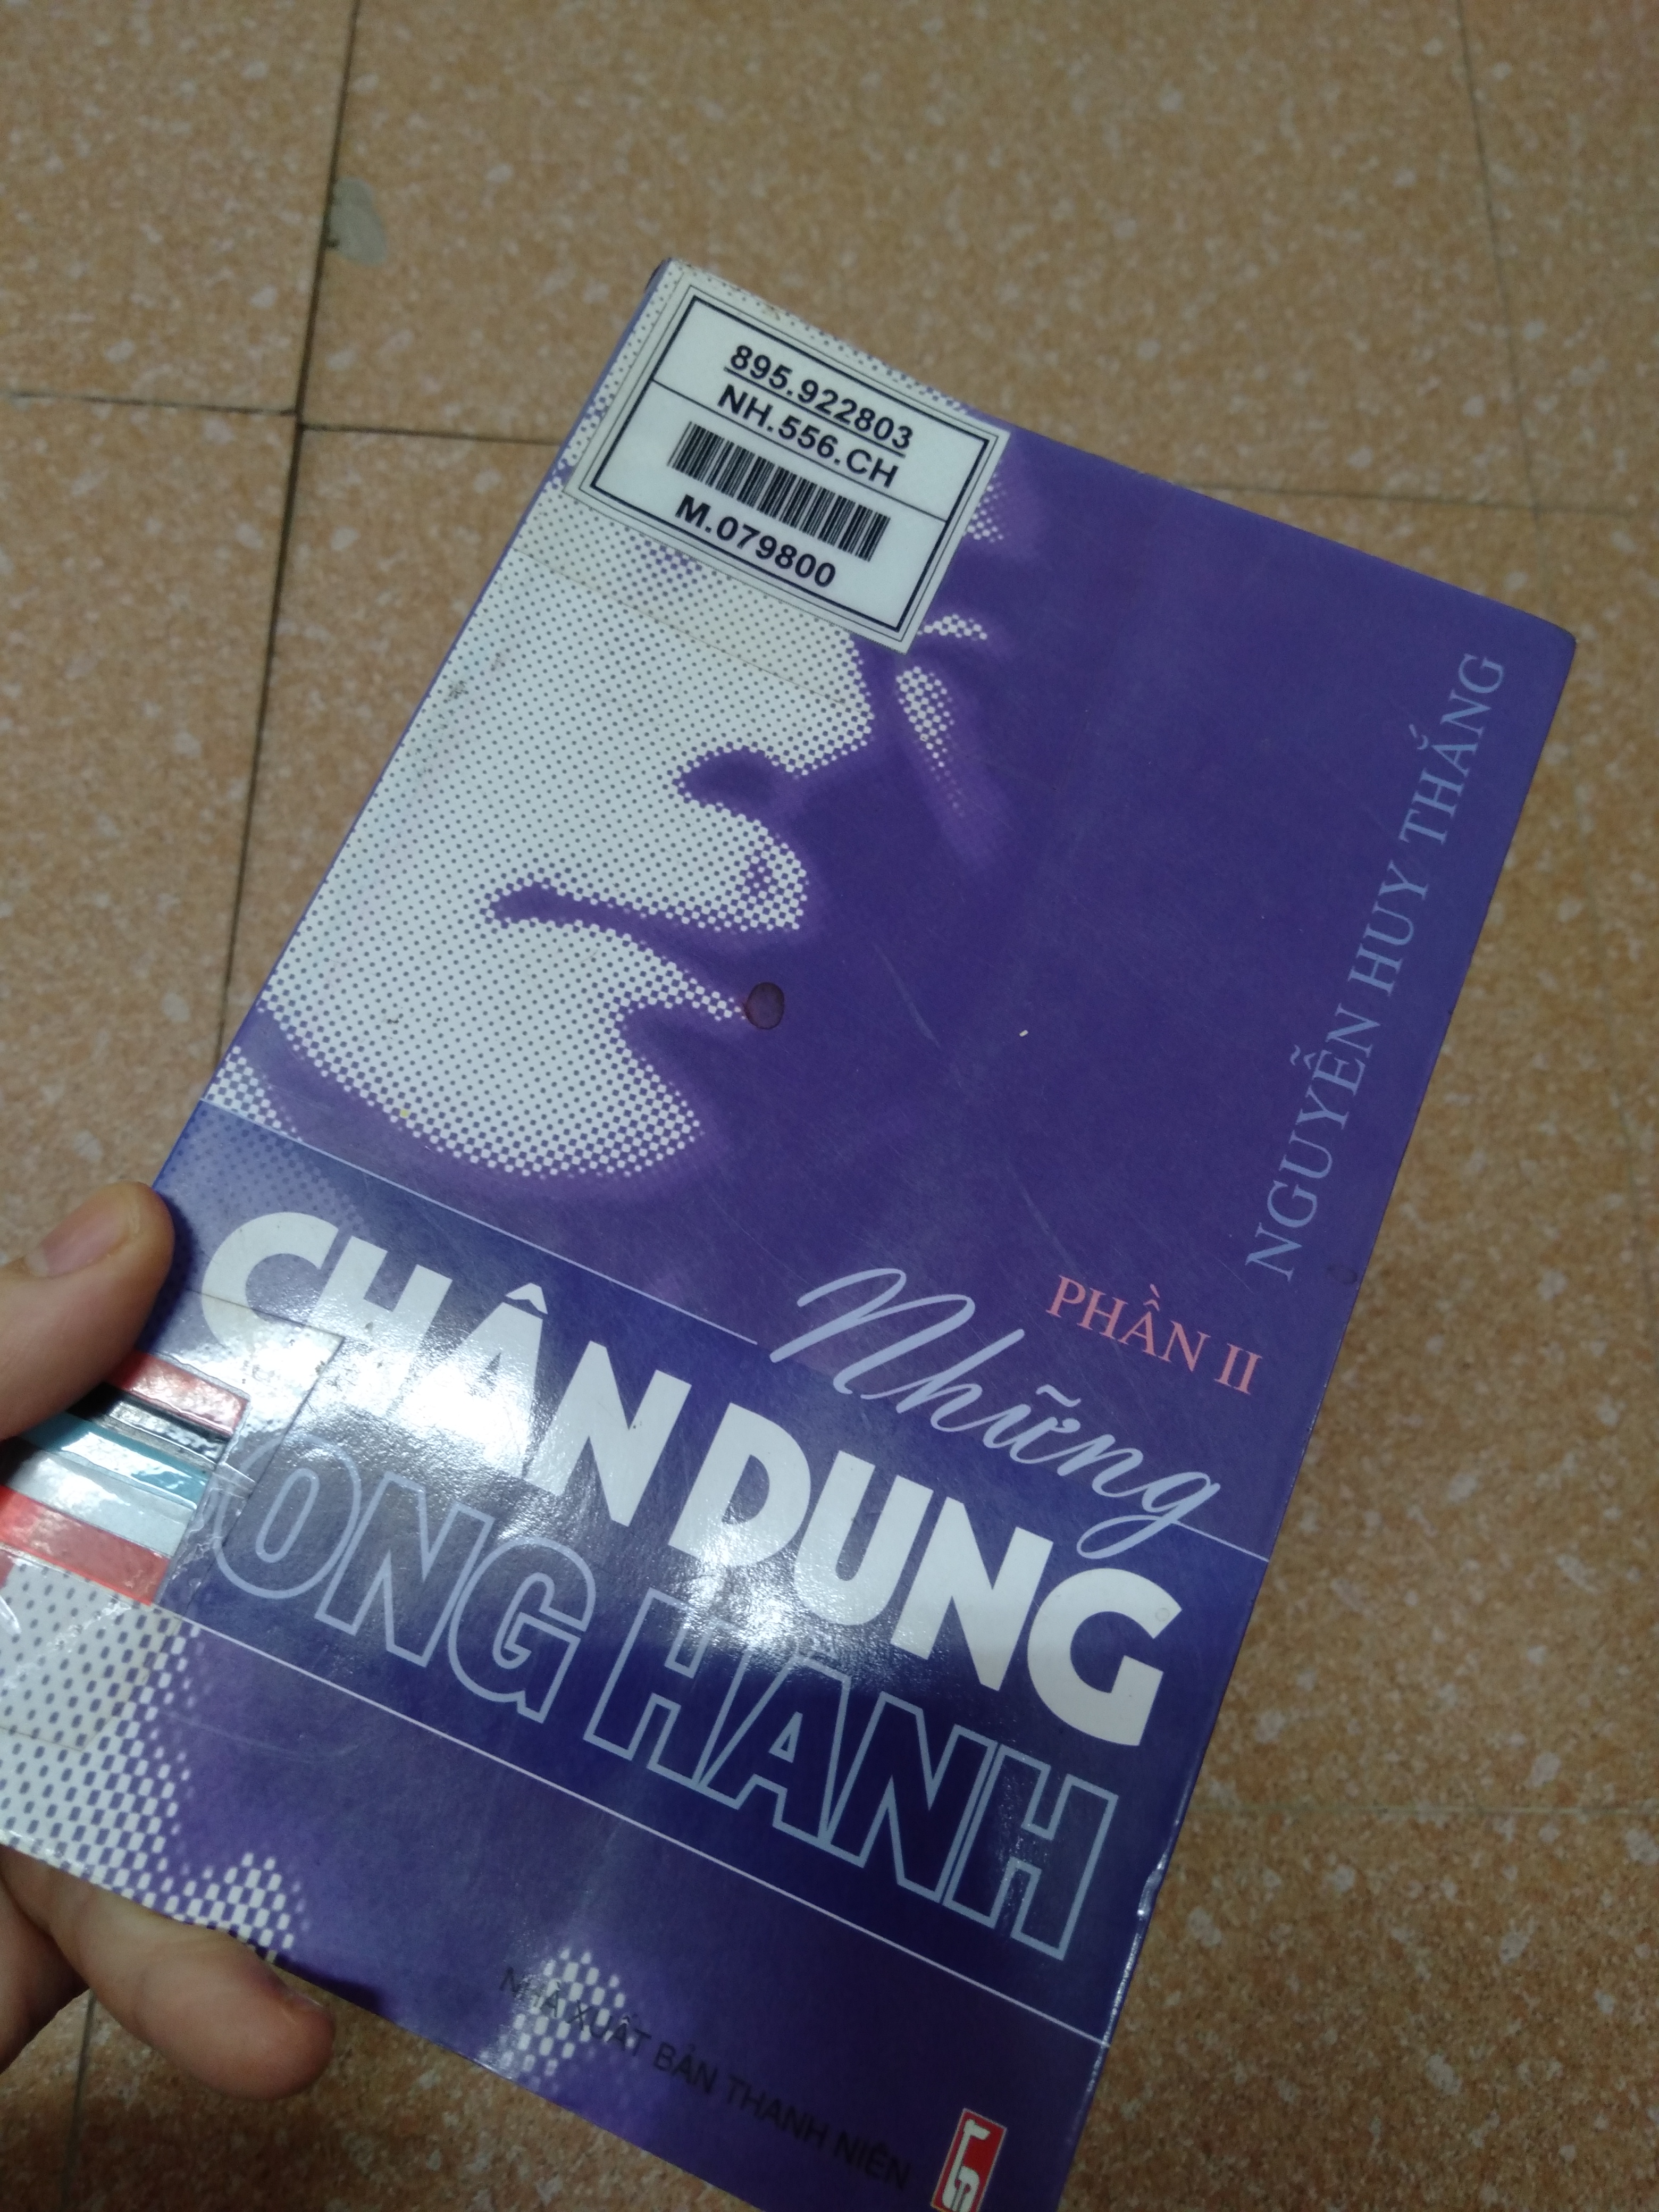 895.922803
NH.556.CH
M.079800
NGUYỄN HUY THẮNG
PHẦN II
Những
CHÂN DUNG
ONG HÀNH
NHÀ XUẤT BẢN THANH NIÊN